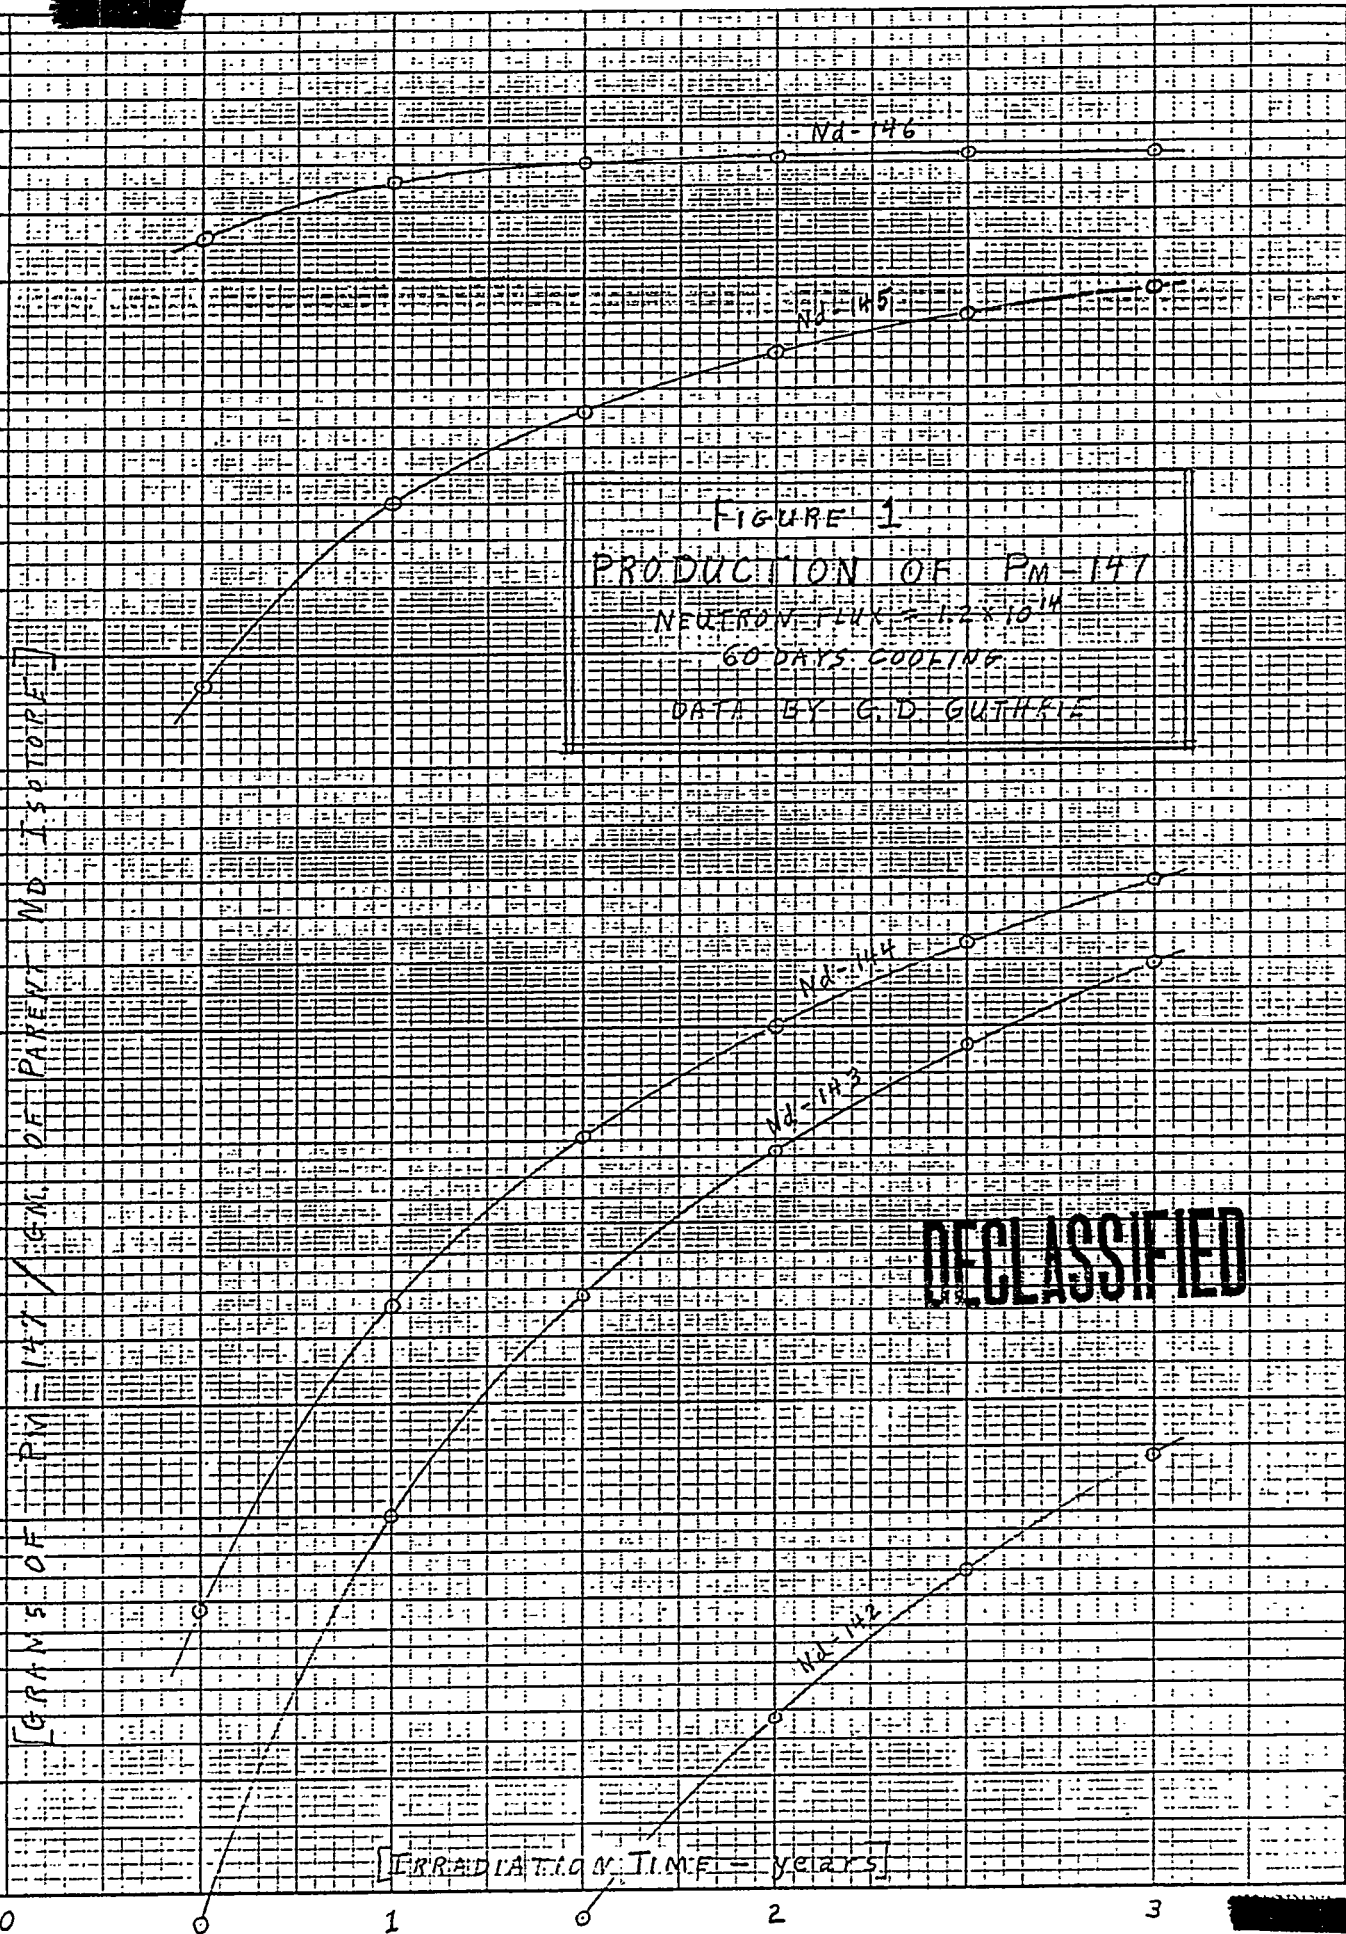 Nd-146
Nd-145
FIGURE 1
PRODUCTION OF PM-147
NEUTRON FLUX = 1.2 x 10^14
60 DAYS COOLING
DATA BY G.D. GUTHRIE
[GRAMS OF PM-147 / GM. OF PARENT ND ISOTOPE]
Nd-144
Nd-143
DECLASSIFIED
Nd-142
[IRRADIATION TIME - years]
0 1 2 3